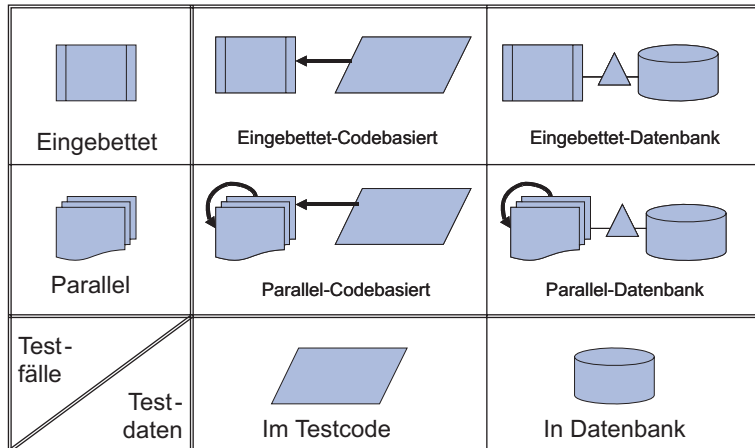 Eingebettet
Eingebettet-Codebasiert
Eingebettet-Datenbank
Parallel
Parallel-Codebasiert
Parallel-Datenbank
Test-
fälle
Test-
daten
Im Testcode
In Datenbank